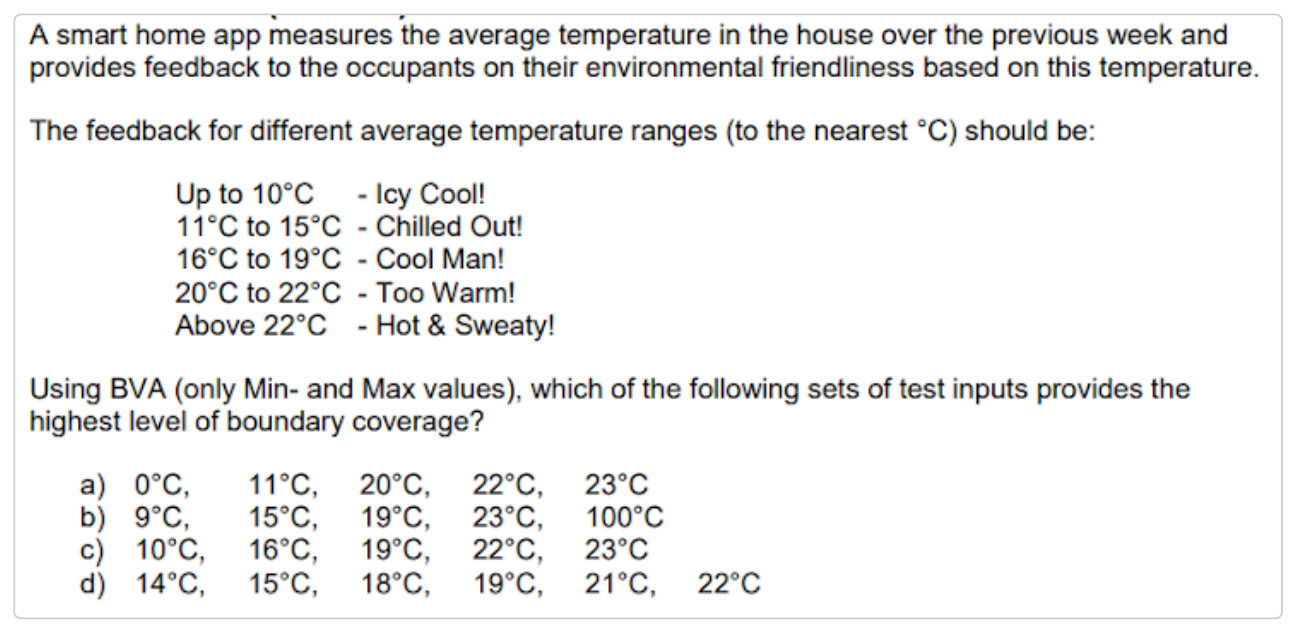 A smart home app measures the average temperature in the house over the previous week and
provides feedback to the occupants on their environmental friendliness based on this temperature.
The feedback for different average temperature ranges (to the nearest °C) should be:
Up to 10°C - Icy Cool!
11°C to 15°C - Chilled Out!
16°C to 19°C - Cool Man!
20°C to 22°C - Too Warm!
Above 22°C - Hot & Sweaty!
Using BVA (only Min- and Max values), which of the following sets of test inputs provides the
highest level of boundary coverage?
a) 0°C, 11°C, 20°C, 22°C, 23°C
b) 9°C, 15°C, 19°C, 23°C, 100°C
c) 10°C, 16°C, 19°C, 22°C, 23°C
d) 14°C, 15°C, 18°C, 19°C, 21°C, 22°C